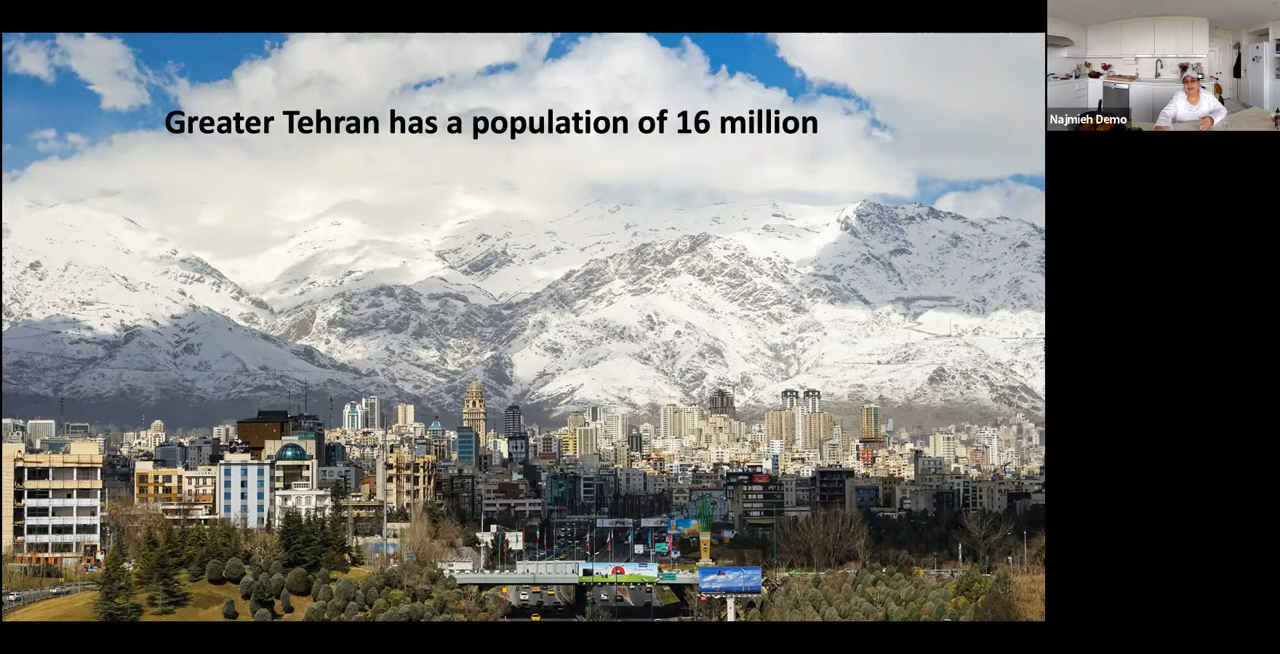 Greater Tehran has a population of 16 million
Najmieh Demo